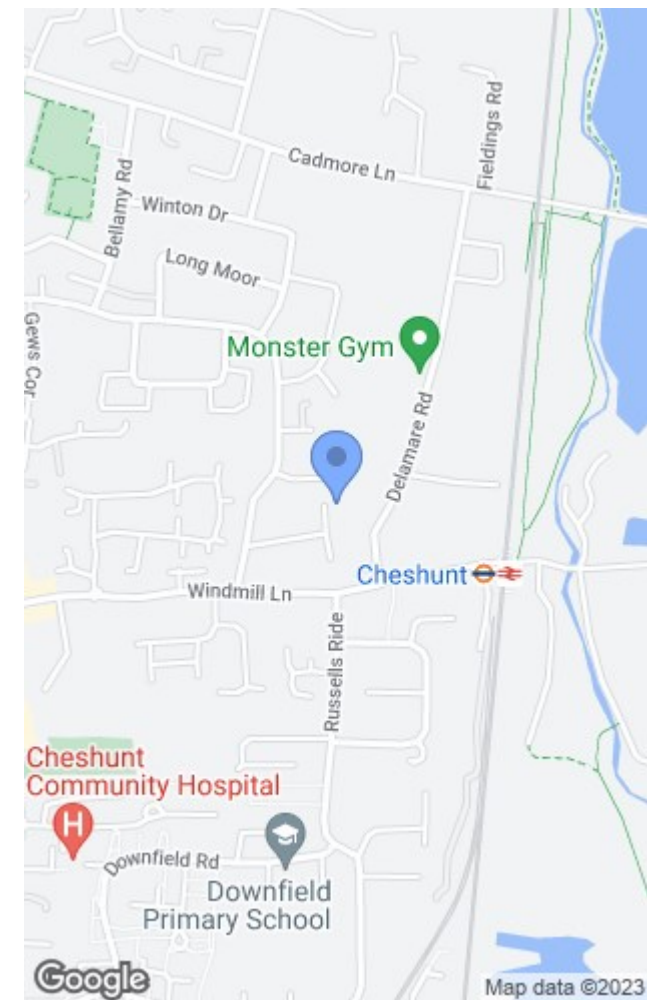 Fieldings Rd
Cadmore Ln
Bellamy Rd
Winton Dr
Long Moor
Gews Cor
Monster Gym
Delamare Rd
Cheshunt
Windmill Ln
Russells Ride
Cheshunt
Community Hospital
H
Downfield Rd
Downfield
Primary School
Google
Map data ©2023